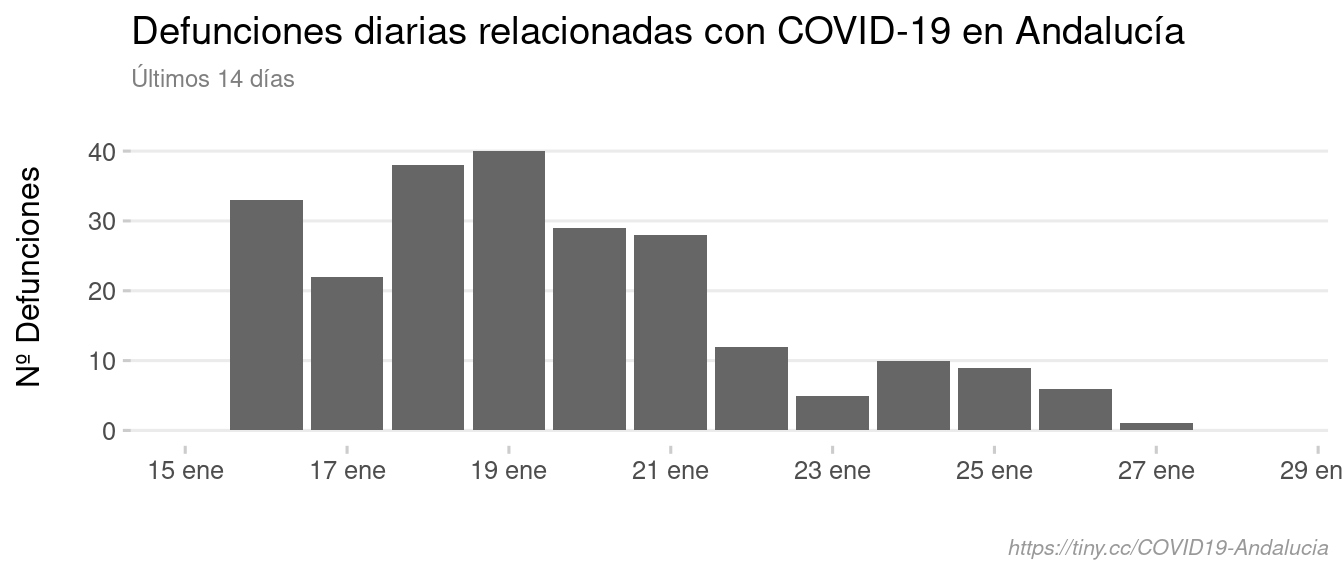 Defunciones diarias relacionadas con COVID-19 en Andalucía
Últimos 14 días
Nº Defunciones
40
30
20
10
0
15 ene 17 ene 19 ene 21 ene 23 ene 25 ene 27 ene 29 en
https://tiny.cc/COVID19-Andalucia